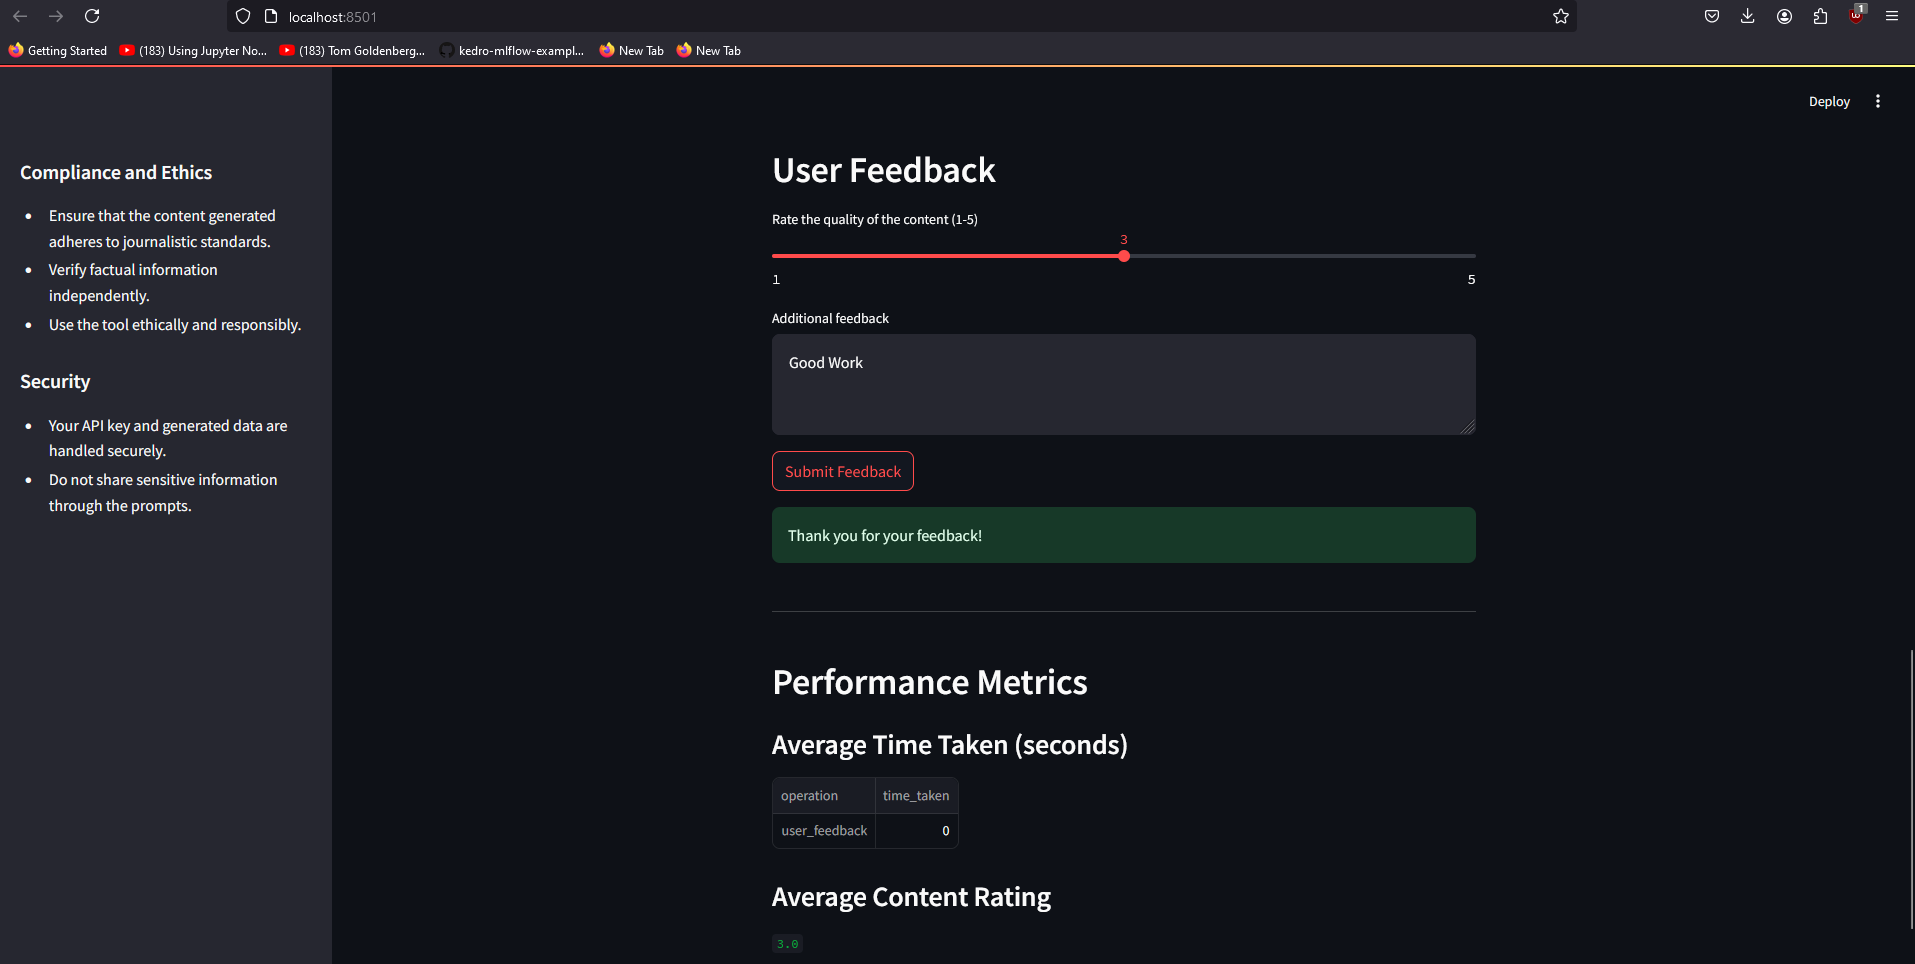 localhost:8501
1
Getting Started
(183) Using Jupyter No...
(183) Tom Goldenberg...
kedro-mlflow-exampl...
New Tab
New Tab
Deploy
Compliance and Ethics
Ensure that the content generated
adheres to journalistic standards.
Verify factual information
independently.
Use the tool ethically and responsibly.
Security
Your API key and generated data are
handled securely.
Do not share sensitive information
through the prompts.
User Feedback
Rate the quality of the content (1-5)
3
1
5
Additional feedback
Good Work
Submit Feedback
Thank you for your feedback!
Performance Metrics
Average Time Taken (seconds)
operation time_taken
user_feedback 0
Average Content Rating
3.0